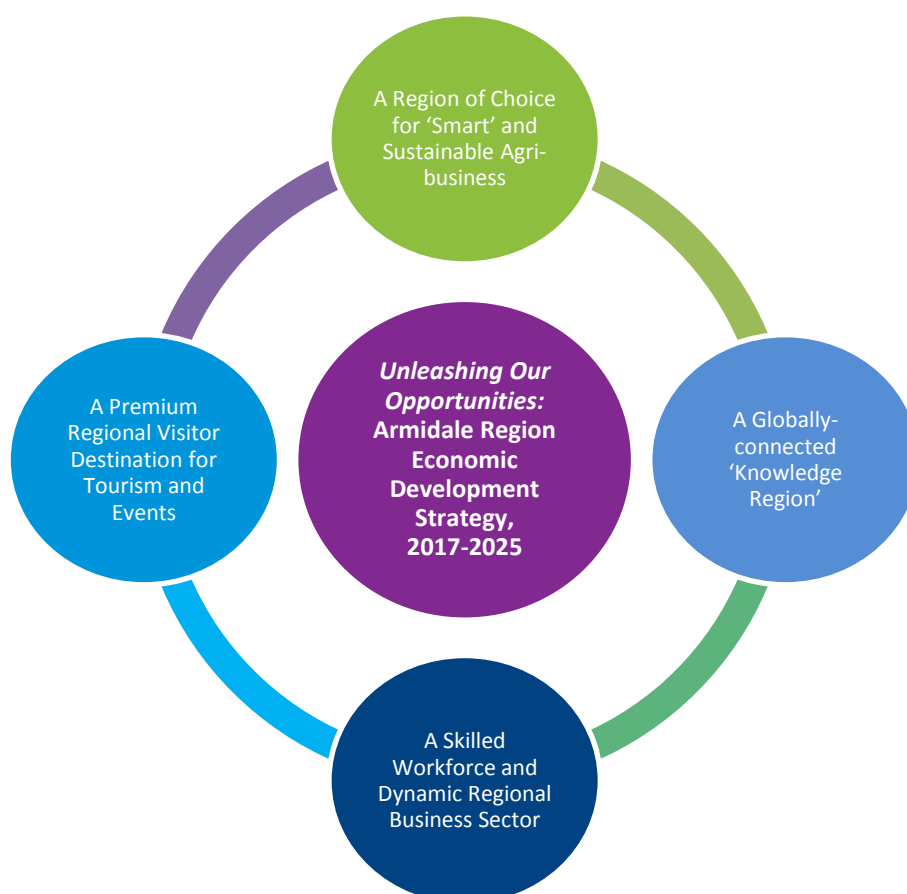 A Region of Choice
for ‘Smart’ and
Sustainable Agri-
business
Unleashing Our
Opportunities:
Armidale Region
Economic
Development
Strategy,
2017-2025
A Premium
Regional Visitor
Destination for
Tourism and
Events
A Globally-
connected
‘Knowledge
Region’
A Skilled
Workforce and
Dynamic Regional
Business Sector